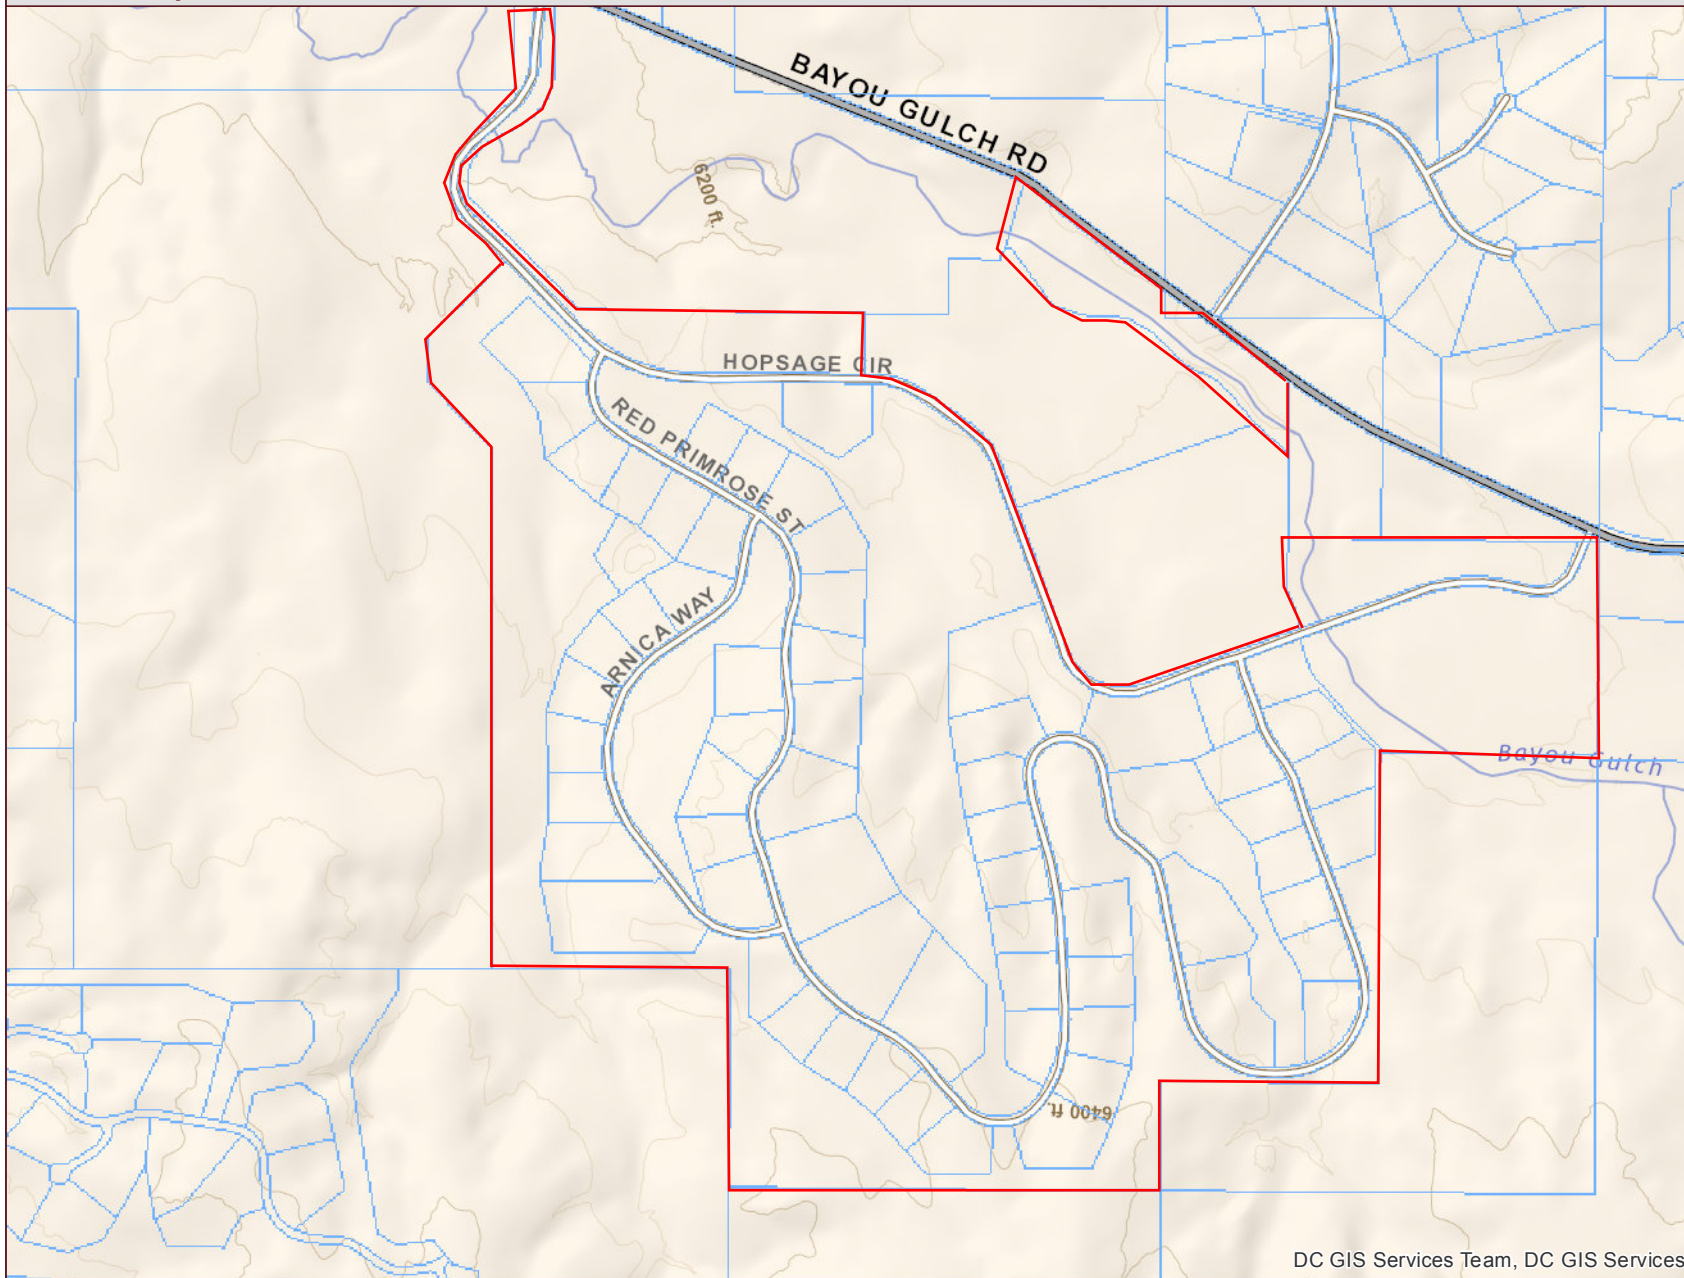 BAYOU GULCH RD
6200 ft.
HOPSAGE CIR
RED PRIMROSE ST
ARNICA WAY
Bayou Gulch
6400 ft.
DC GIS Services Team, DC GIS Services